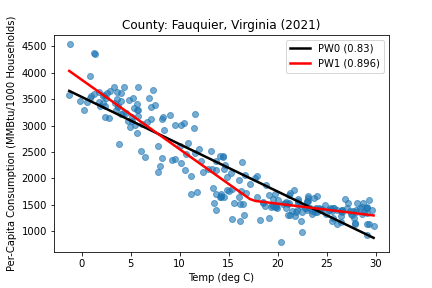 County: Fauquier, Virginia (2021)
Per-Capita Consumption (MMBtu/1000 Households)
4500
4000
3500
3000
2500
2000
1500
1000
PW0 (0.83)
PW1 (0.896)
0 5 10 15 20 25 30
Temp (deg C)